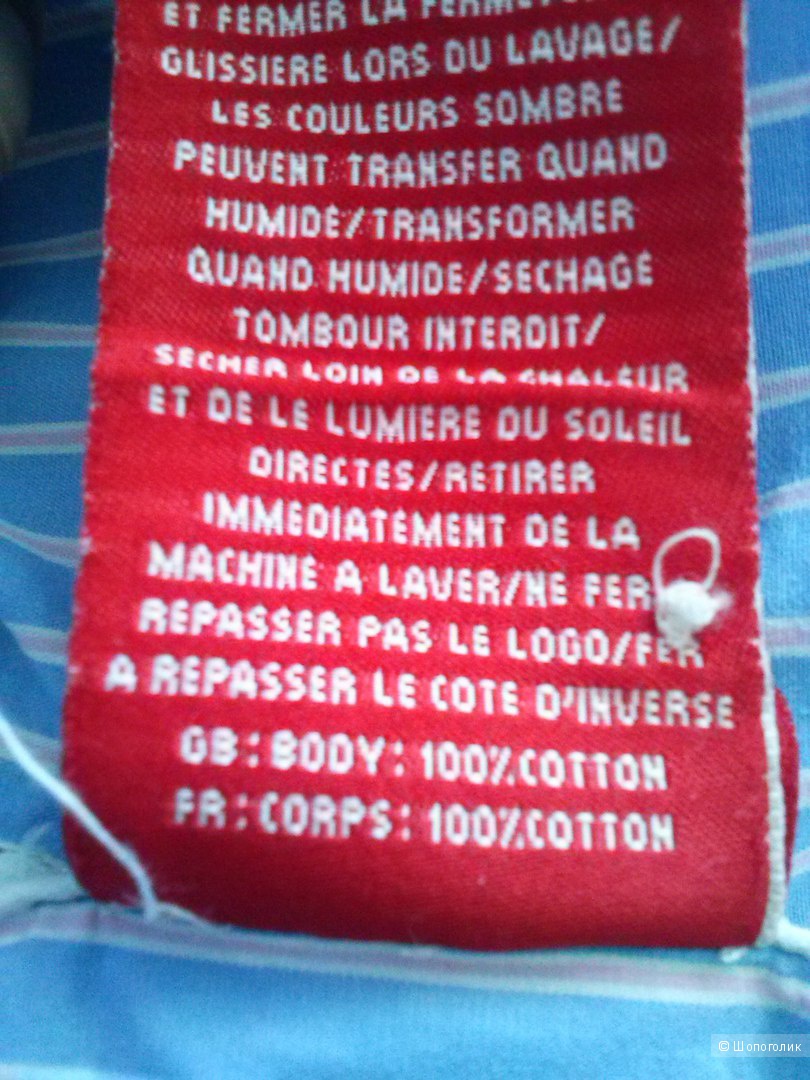 ET FERMER LA
GLISSIERE LORS DU LAVAGE/
LES COULEURS SOMBRE
PEUVENT TRANSFER QUAND
HUMIDE/TRANSFORMER
QUAND HUMIDE/SECHAGE
TOMBOUR INTERDIT/
SECHER LOIN DE LA CHALEUR
ET DE LE LUMIERE DU SOLEIL
DIRECTES/RETIRER
IMMEDIATEMENT DE LA
MACHINE A LAVER/NE FER
REPASSER PAS LE LOGO/FER
A REPASSER LE COTE D'INVERSE
GB: BODY: 100%COTTON
FR: CORPS: 100%COTTON
© Шопоголик